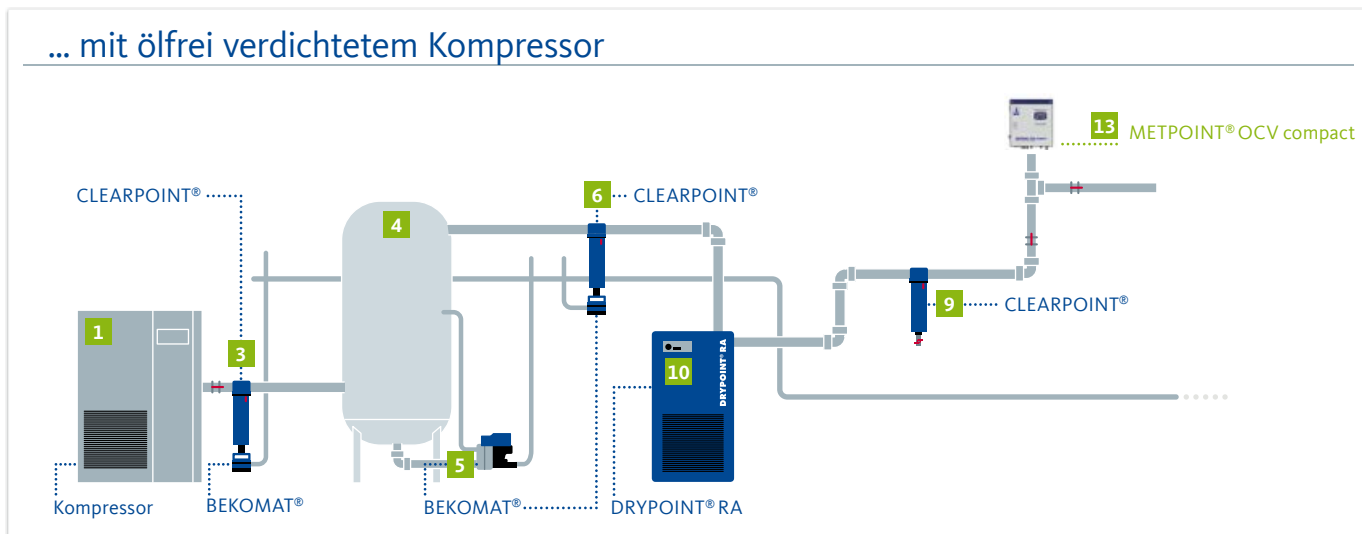 ... mit ölfrei verdichtetem Kompressor
13
METPOINT® OCV compact
CLEARPOINT®
6
CLEARPOINT®
4
1
3
9
CLEARPOINT®
10
DRYPOINT® RA
5
Kompressor
BEKOMAT®
BEKOMAT®
DRYPOINT® RA